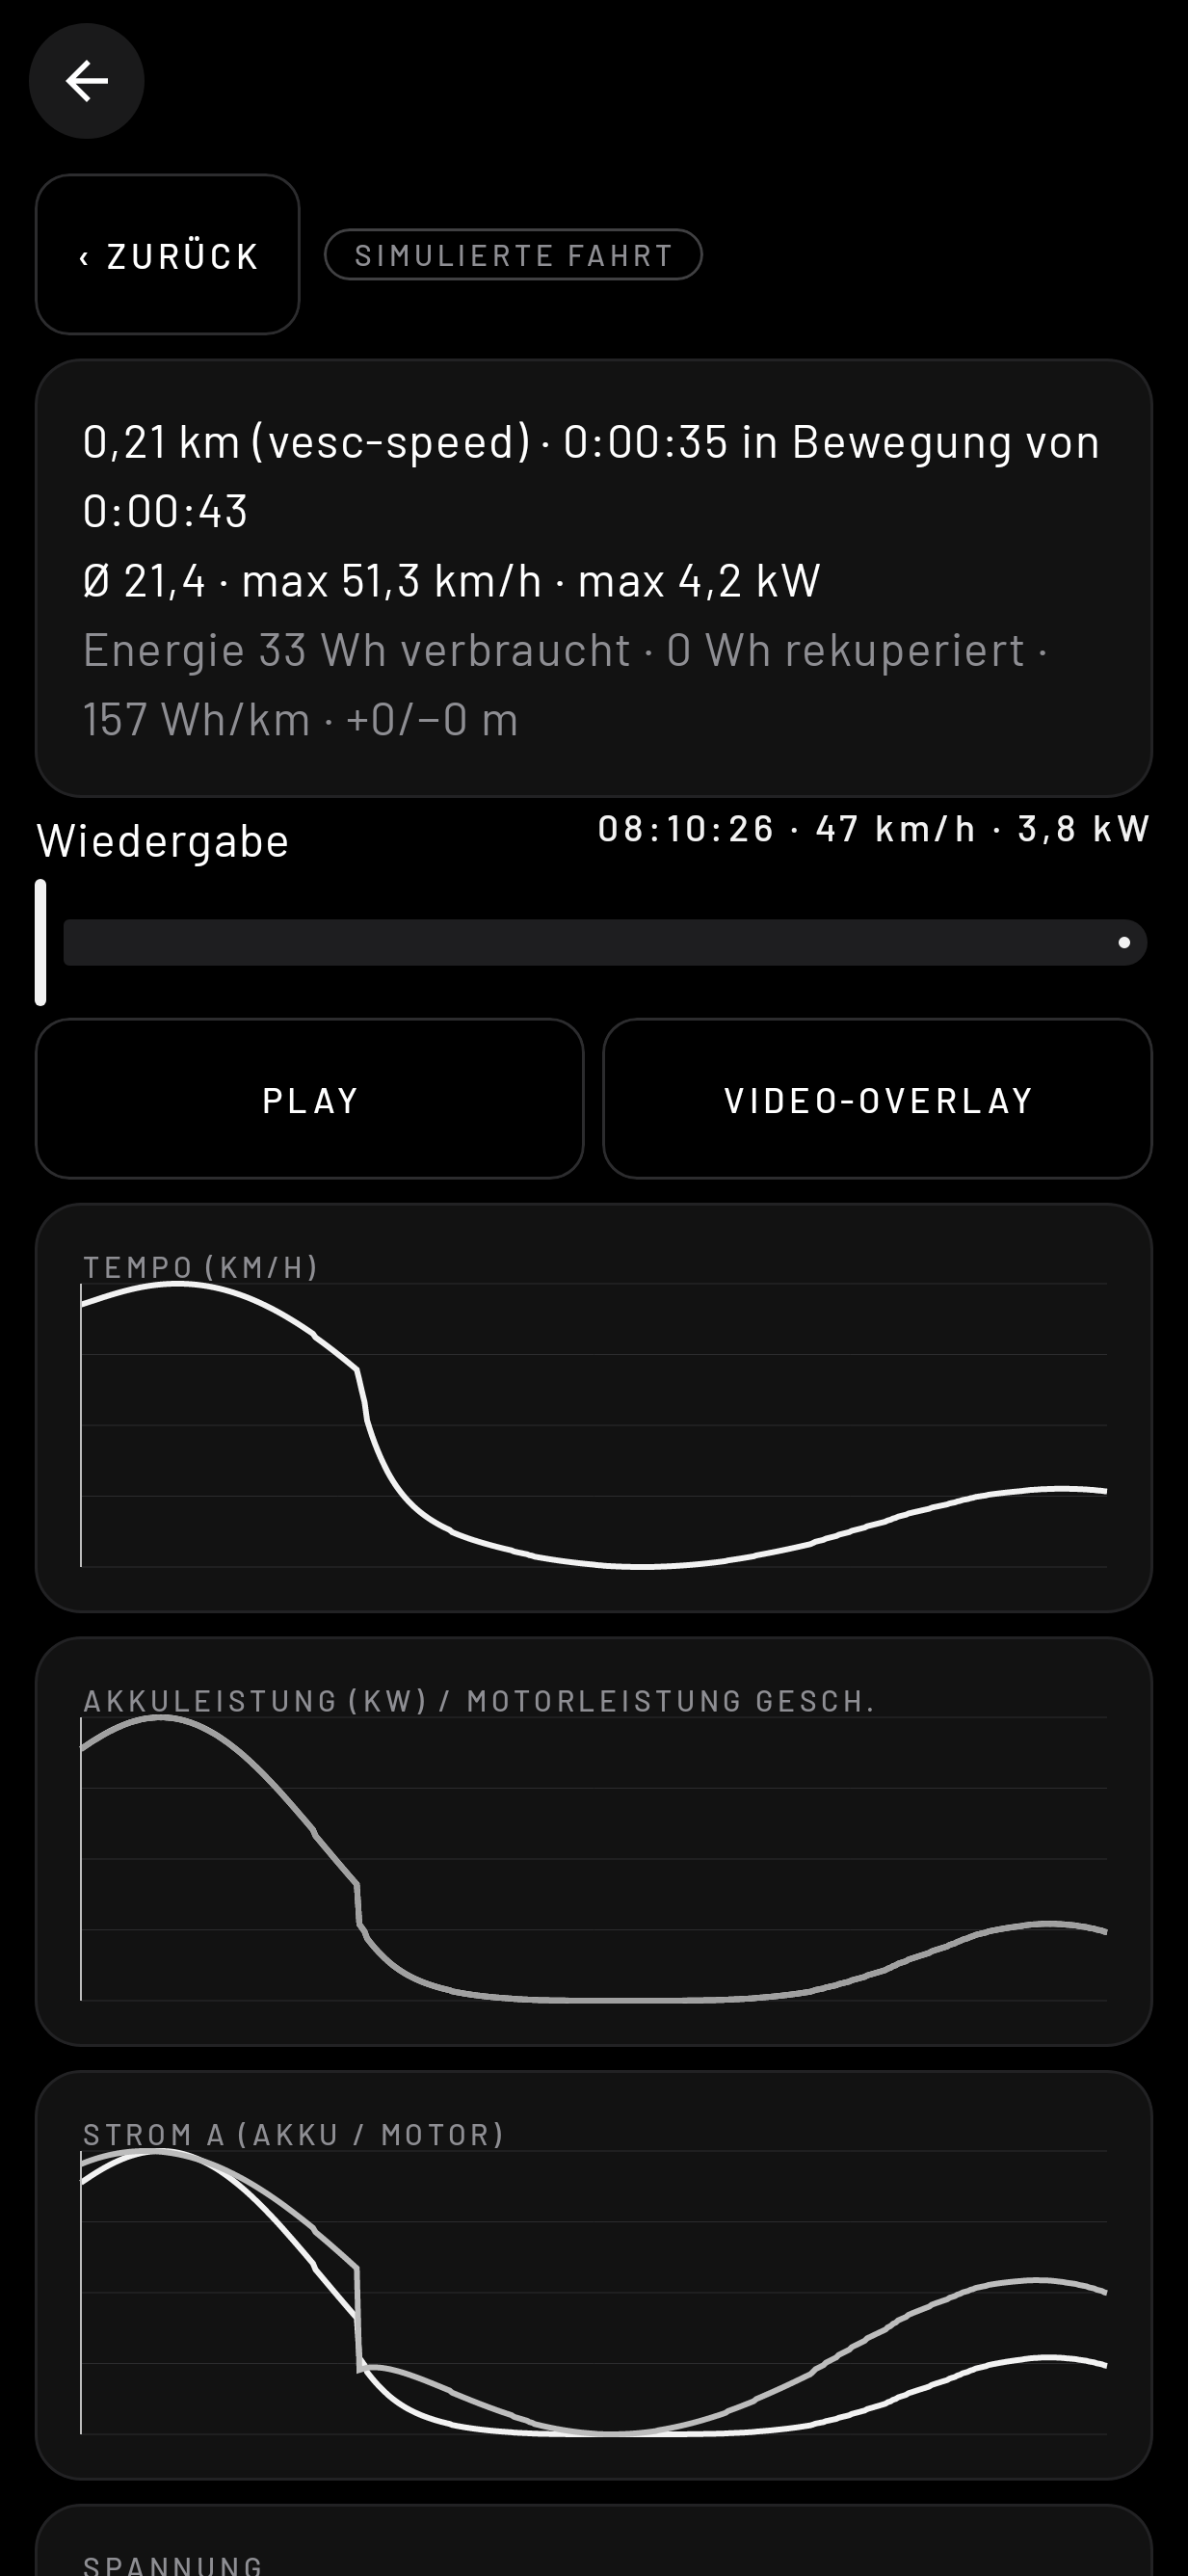 ‹ ZURÜCK
SIMULIERTE FAHRT
0,21 km (vesc-speed) · 0:00:35 in Bewegung von
0:00:43
Ø 21,4 · max 51,3 km/h · max 4,2 kW
Energie 33 Wh verbraucht · 0 Wh rekuperiert ·
157 Wh/km · +0/−0 m
Wiedergabe
08:10:26 · 47 km/h · 3,8 kW
PLAY
VIDEO-OVERLAY
TEMPO (KM/H)
AKKULEISTUNG (KW) / MOTORLEISTUNG GESCH.
STROM A (AKKU / MOTOR)
SPANNUNG